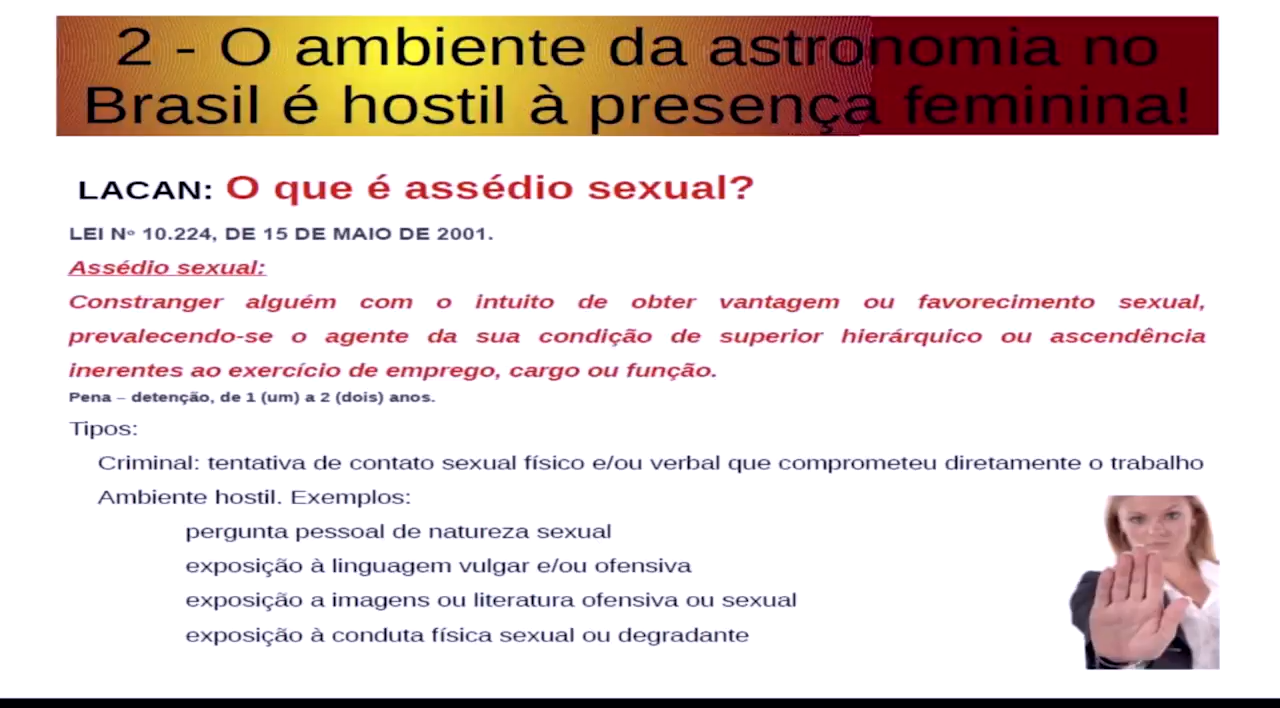 2 - O ambiente da astronomia no
Brasil é hostil à presença feminina!
LACAN: O que é assédio sexual?
LEI Nº 10.224, DE 15 DE MAIO DE 2001.
Assédio sexual:
Constranger alguém com o intuito de obter vantagem ou favorecimento sexual,
prevalecendo-se o agente da sua condição de superior hierárquico ou ascendência
inerentes ao exercício de emprego, cargo ou função.
Pena – detenção, de 1 (um) a 2 (dois) anos.
Tipos:
Criminal: tentativa de contato sexual físico e/ou verbal que comprometeu diretamente o trabalho
Ambiente hostil. Exemplos:
pergunta pessoal de natureza sexual
exposição à linguagem vulgar e/ou ofensiva
exposição a imagens ou literatura ofensiva ou sexual
exposição à conduta física sexual ou degradante